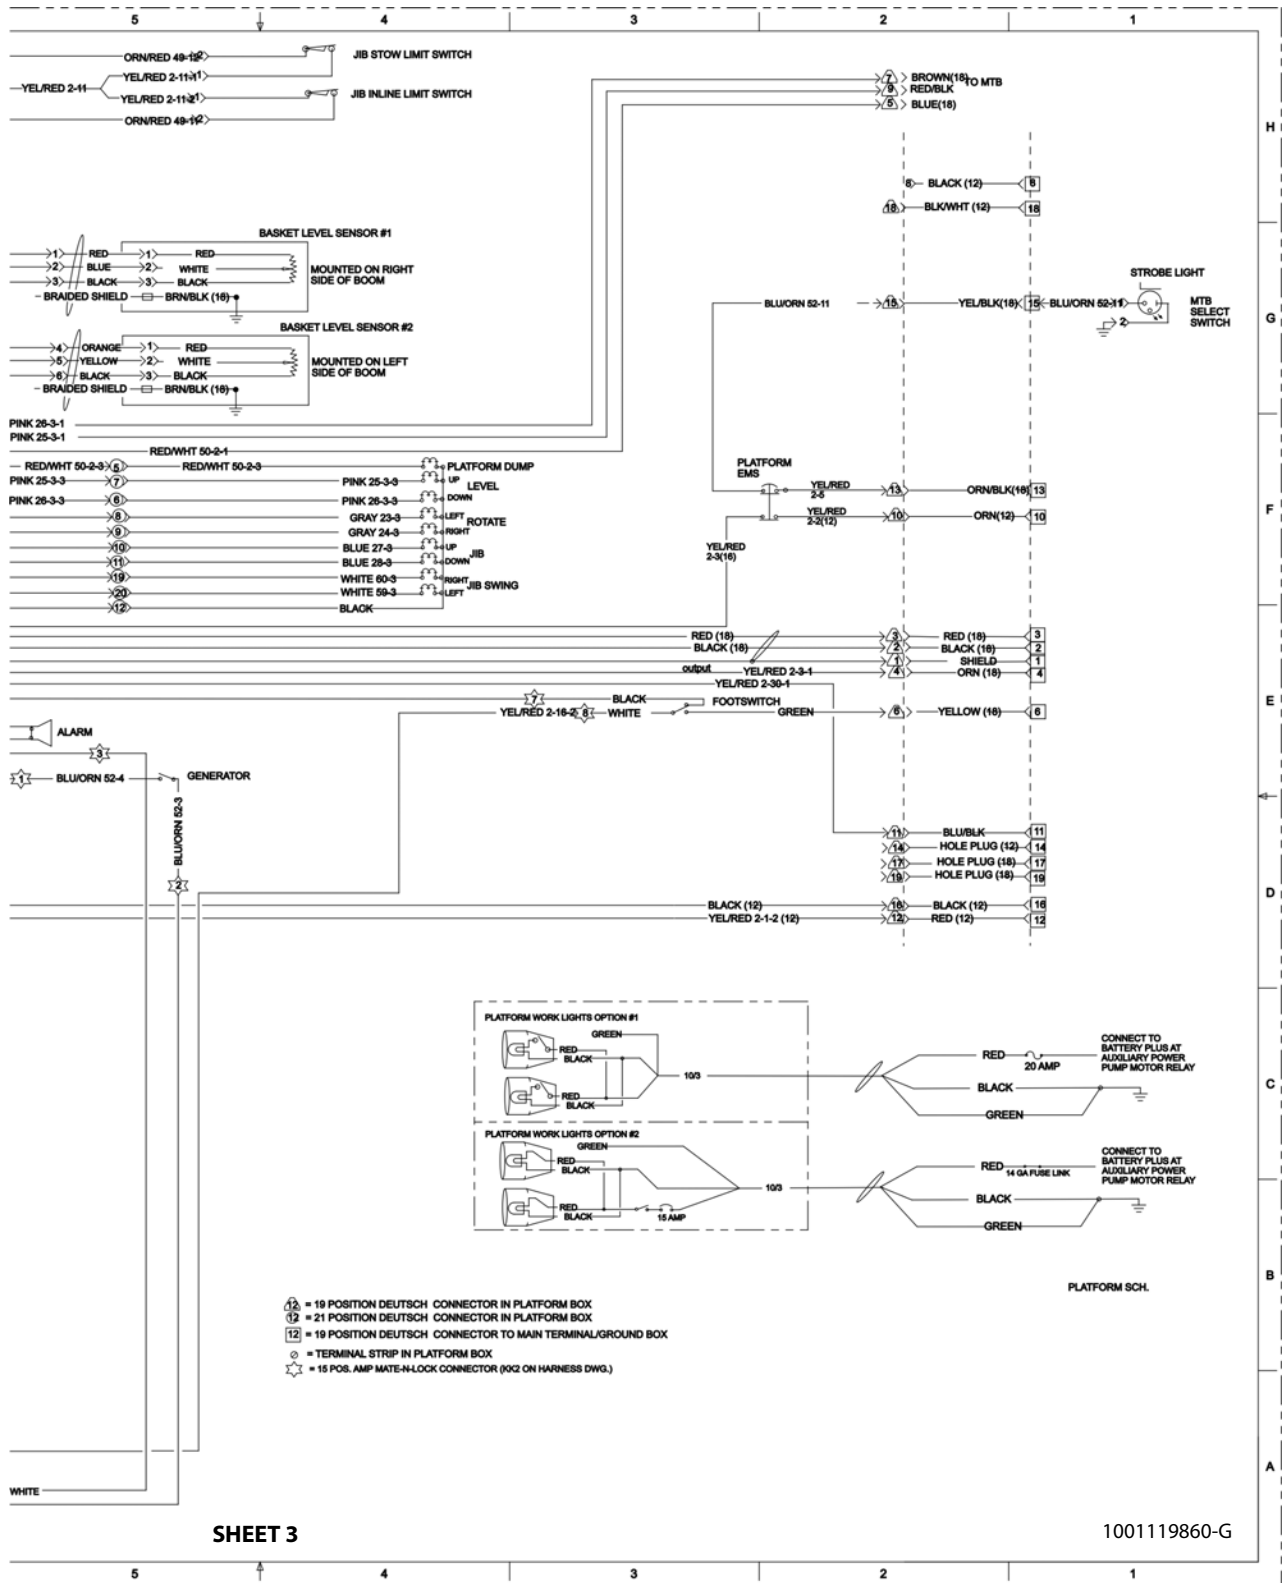 5 4 3 2 1
ORN/RED 49-12 2
JIB STOW LIMIT SWITCH
YEL/RED 2-11-1 1
YEL/RED 2-11
YEL/RED 2-11-2 1
JIB INLINE LIMIT SWITCH
ORN/RED 49-11 2
7 BROWN(18) TO MTB
9 RED/BLK
5 BLUE(18)
H
8 BLACK (12) 8
18 BLK/WHT (12) 18
BASKET LEVEL SENSOR #1
1 RED 1 RED
2 BLUE 2 WHITE
3 BLACK 3 BLACK
MOUNTED ON RIGHT
SIDE OF BOOM
BRAIDED SHIELD BRN/BLK (16)
STROBE LIGHT
BLU/ORN 52-11 15 YEL/BLK(18) 15 BLU/ORN 52-11 1
2
MTB
SELECT
SWITCH
G
BASKET LEVEL SENSOR #2
4 ORANGE 1 RED
5 YELLOW 2 WHITE
6 BLACK 3 BLACK
MOUNTED ON LEFT
SIDE OF BOOM
BRAIDED SHIELD BRN/BLK (16)
PINK 26-3-1
PINK 25-3-1
RED/WHT 50-2-1
RED/WHT 50-2-3 5 RED/WHT 50-2-3 PLATFORM DUMP
PINK 25-3-3 7 PINK 25-3-3 UP
LEVEL
PINK 26-3-3 6 PINK 26-3-3 DOWN
8 GRAY 23-3 LEFT
ROTATE
9 GRAY 24-3 RIGHT
10 BLUE 27-3 UP
JIB
11 BLUE 28-3 DOWN
19 WHITE 60-3 RIGHT
JIB SWING
20 WHITE 59-3 LEFT
12 BLACK
PLATFORM
EMS
YEL/RED
2-5
13 ORN/BLK(18) 13
YEL/RED
2-2(12)
10 ORN(12) 10
YEL/RED
2-3(16)
F
RED (18) 3 RED (18) 3
BLACK (18) 2 BLACK (18) 2
1 SHIELD 1
output YEL/RED 2-3-1 4 ORN (18) 4
YEL/RED 2-30-1
7 BLACK FOOTSWITCH
YEL/RED 2-16-2 8 WHITE GREEN 6 YELLOW (18) 6
E
ALARM
3
1 BLU/ORN 52-4 GENERATOR
BLU/ORN 52-3
2
11 BLU/BLK 11
14 HOLE PLUG (12) 14
17 HOLE PLUG (18) 17
19 HOLE PLUG (18) 19
D
BLACK (12) 16 BLACK (12) 16
YEL/RED 2-1-2 (12) 12 RED (12) 12
PLATFORM WORK LIGHTS OPTION #1
GREEN
RED
BLACK
RED
BLACK
10/3
RED 20 AMP
BLACK
GREEN
CONNECT TO
BATTERY PLUS AT
AUXILIARY POWER
PUMP MOTOR RELAY
C
PLATFORM WORK LIGHTS OPTION #2
GREEN
RED
BLACK
RED
BLACK
15 AMP
10/3
RED 14 GA FUSE LINK
BLACK
GREEN
CONNECT TO
BATTERY PLUS AT
AUXILIARY POWER
PUMP MOTOR RELAY
B
PLATFORM SCH.
12 = 19 POSITION DEUTSCH CONNECTOR IN PLATFORM BOX
12 = 21 POSITION DEUTSCH CONNECTOR IN PLATFORM BOX
12 = 19 POSITION DEUTSCH CONNECTOR TO MAIN TERMINAL/GROUND BOX
= TERMINAL STRIP IN PLATFORM BOX
= 15 POS. AMP MATE-N-LOCK CONNECTOR (KK2 ON HARNESS DWG.)
A
WHITE
SHEET 3
1001119860-G
5 4 3 2 1